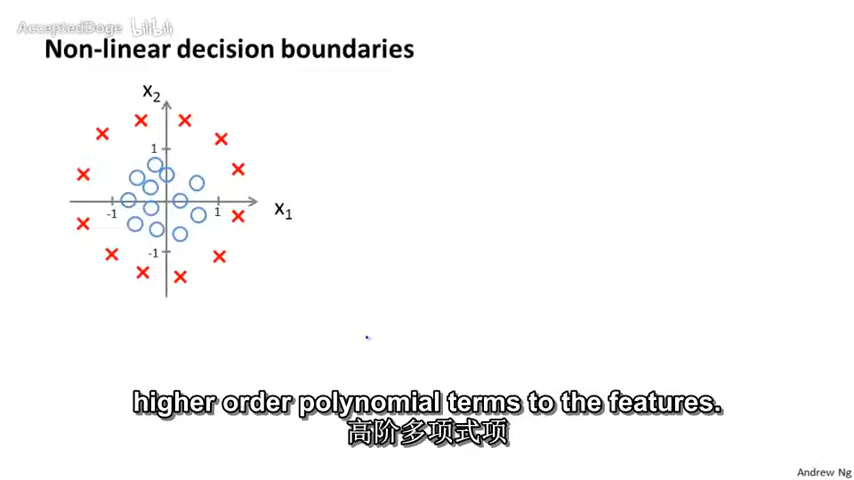 AcceptedDoge bilibili
Non-linear decision boundaries
x2
1
-1
1
x1
-1
higher order polynomial terms to the features.
高阶多项式项
Andrew Ng